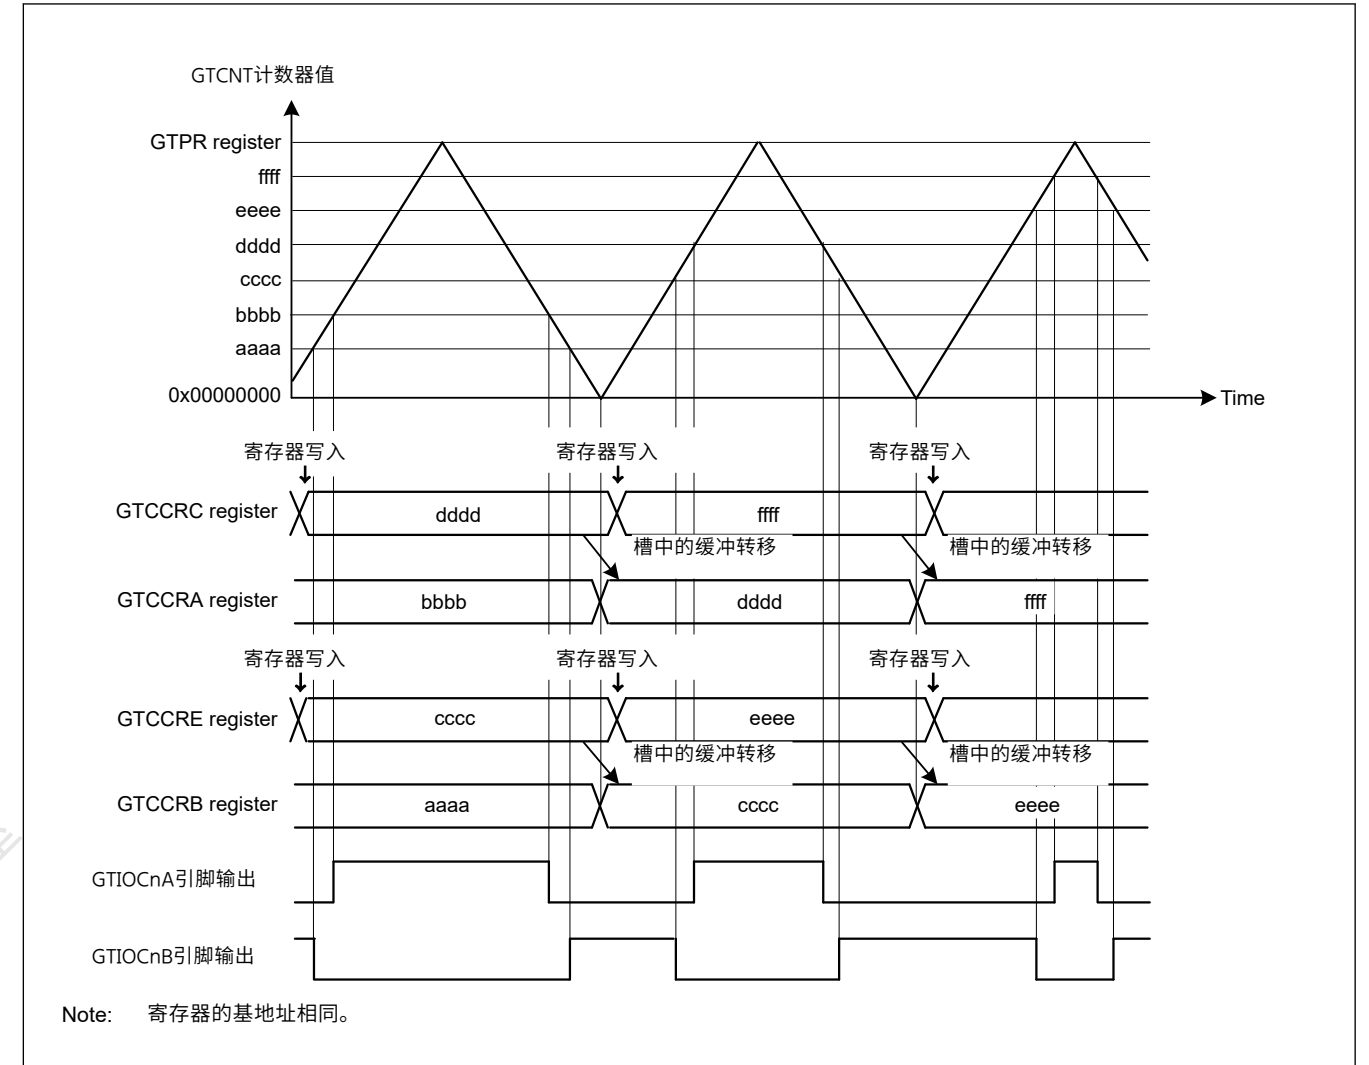 GTCNT计数器值
GTPR register
ffff
eeee
dddd
cccc
bbbb
aaaa
0x00000000
Time
寄存器写入 寄存器写入 寄存器写入
GTCCRC register dddd ffff
槽中的缓冲转移 槽中的缓冲转移
GTCCRA register bbbb dddd ffff
寄存器写入 寄存器写入 寄存器写入
GTCCRE register cccc eeee
槽中的缓冲转移 槽中的缓冲转移
GTCCRB register aaaa cccc eeee
GTIOCnA引脚输出
GTIOCnB引脚输出
Note: 寄存器的基地址相同。